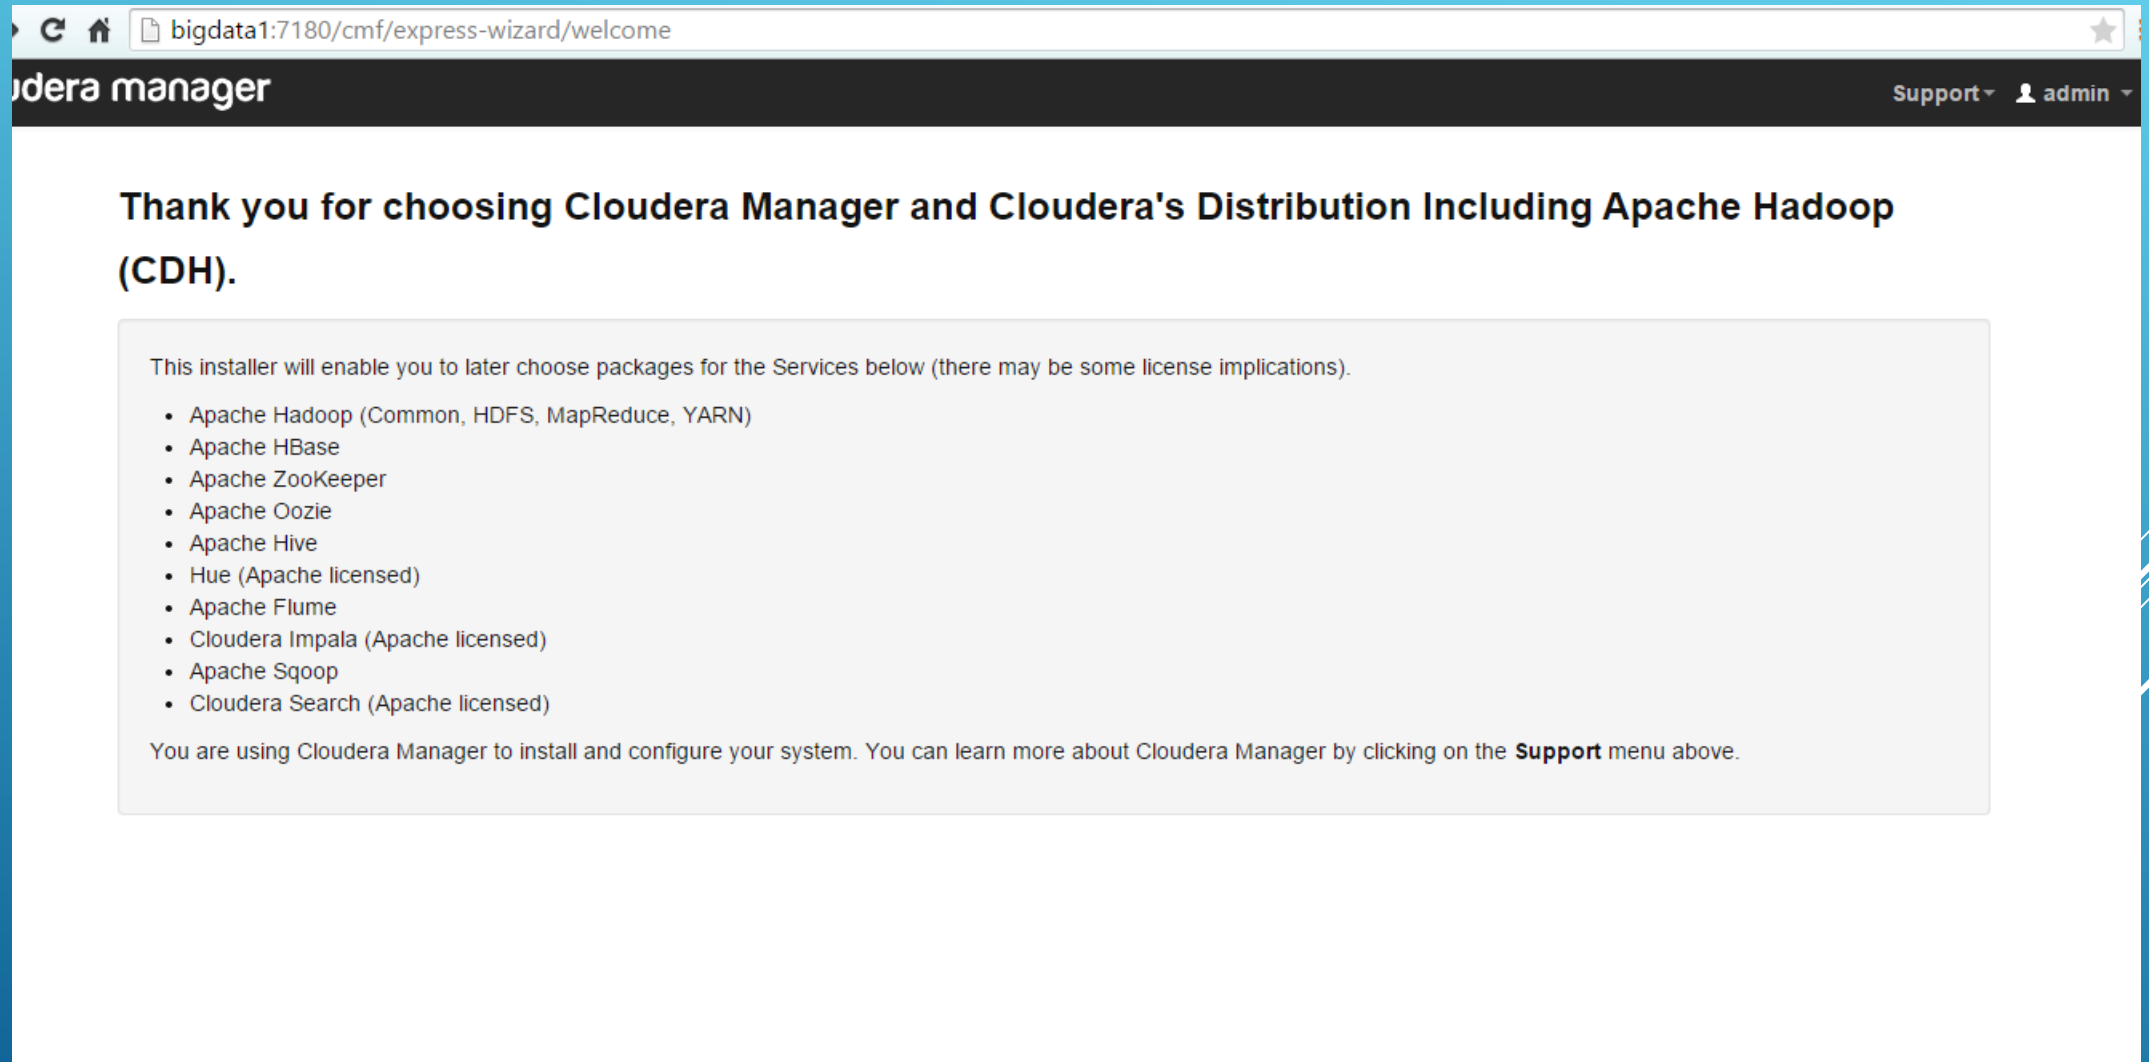 bigdata1:7180/cmf/express-wizard/welcome
udera manager
Support admin
Thank you for choosing Cloudera Manager and Cloudera's Distribution Including Apache Hadoop
(CDH).
This installer will enable you to later choose packages for the Services below (there may be some license implications).
• Apache Hadoop (Common, HDFS, MapReduce, YARN)
• Apache HBase
• Apache ZooKeeper
• Apache Oozie
• Apache Hive
• Hue (Apache licensed)
• Apache Flume
• Cloudera Impala (Apache licensed)
• Apache Sqoop
• Cloudera Search (Apache licensed)
You are using Cloudera Manager to install and configure your system. You can learn more about Cloudera Manager by clicking on the Support menu above.